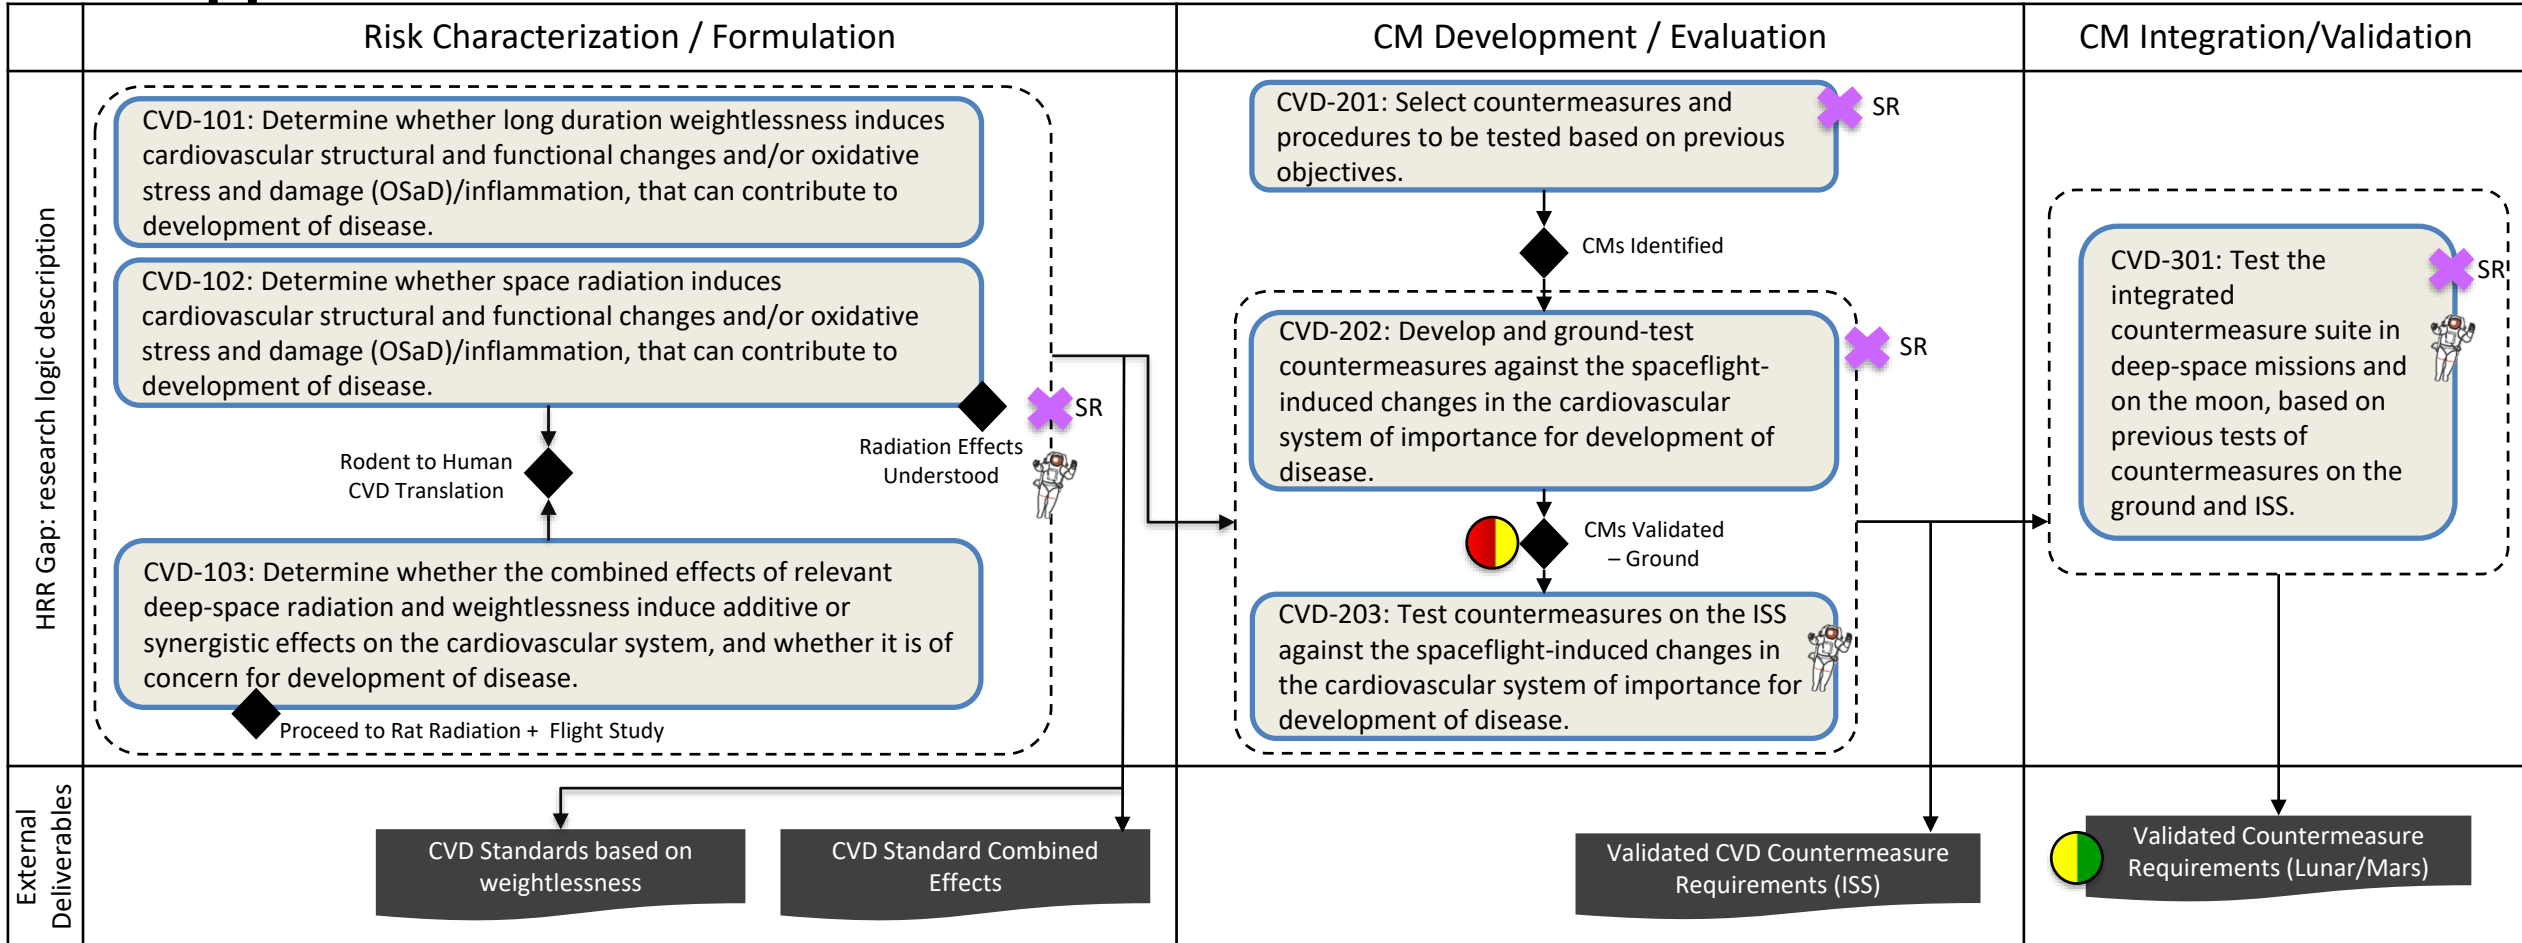 Risk Characterization / Formulation
CM Development / Evaluation
CM Integration/Validation
HRR Gap: research logic description
CVD-101: Determine whether long duration weightlessness induces
cardiovascular structural and functional changes and/or oxidative
stress and damage (OSaD)/inflammation, that can contribute to
development of disease.
CVD-102: Determine whether space radiation induces
cardiovascular structural and functional changes and/or oxidative
stress and damage (OSaD)/inflammation, that can contribute to
development of disease.
Radiation Effects
Understood
SR
Rodent to Human
CVD Translation
CVD-103: Determine whether the combined effects of relevant
deep-space radiation and weightlessness induce additive or
synergistic effects on the cardiovascular system, and whether it is of
concern for development of disease.
Proceed to Rat Radiation + Flight Study
CVD-201: Select countermeasures and
procedures to be tested based on previous
objectives.
SR
CMs Identified
CVD-202: Develop and ground-test
countermeasures against the spaceflight-
induced changes in the cardiovascular
system of importance for development of
disease.
SR
CMs Validated
– Ground
CVD-203: Test countermeasures on the ISS
against the spaceflight-induced changes in
the cardiovascular system of importance for
development of disease.
CVD-301: Test the
integrated
countermeasure suite in
deep-space missions and
on the moon, based on
previous tests of
countermeasures on the
ground and ISS.
SR
External
Deliverables
CVD Standards based on
weightlessness
CVD Standard Combined
Effects
Validated CVD Countermeasure
Requirements (ISS)
Validated Countermeasure
Requirements (Lunar/Mars)